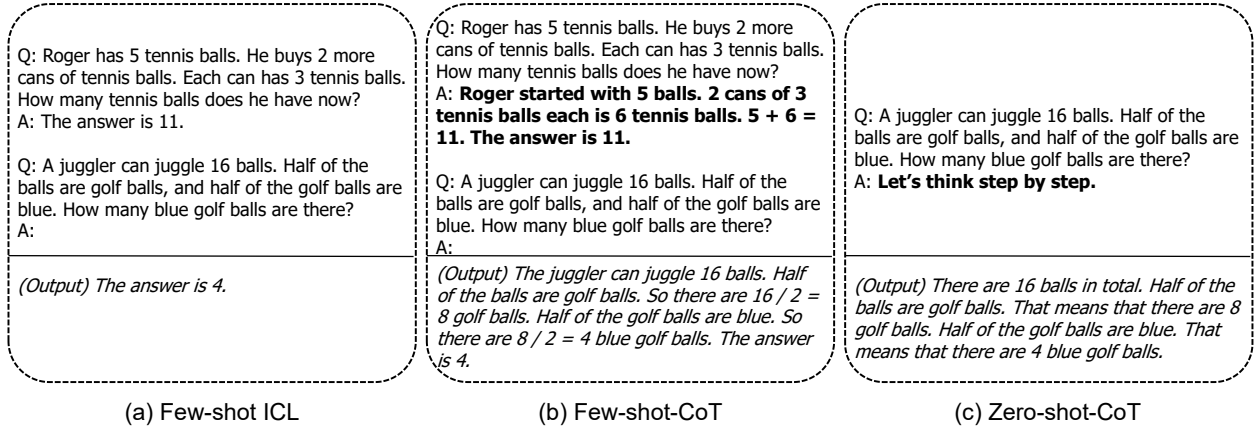 Q: Roger has 5 tennis balls. He buys 2 more
cans of tennis balls. Each can has 3 tennis balls.
How many tennis balls does he have now?
A: The answer is 11.
Q: A juggler can juggle 16 balls. Half of the
balls are golf balls, and half of the golf balls are
blue. How many blue golf balls are there?
A:
(Output) The answer is 4.
(a) Few-shot ICL
Q: Roger has 5 tennis balls. He buys 2 more
cans of tennis balls. Each can has 3 tennis balls.
How many tennis balls does he have now?
A: Roger started with 5 balls. 2 cans of 3
tennis balls each is 6 tennis balls. 5 + 6 =
11. The answer is 11.
Q: A juggler can juggle 16 balls. Half of the
balls are golf balls, and half of the golf balls are
blue. How many blue golf balls are there?
A:
(Output) The juggler can juggle 16 balls. Half
of the balls are golf balls. So there are 16 / 2 =
8 golf balls. Half of the golf balls are blue. So
there are 8 / 2 = 4 blue golf balls. The answer
is 4.
(b) Few-shot-CoT
Q: A juggler can juggle 16 balls. Half of the
balls are golf balls, and half of the golf balls are
blue. How many blue golf balls are there?
A: Let’s think step by step.
(Output) There are 16 balls in total. Half of the
balls are golf balls. That means that there are 8
golf balls. Half of the golf balls are blue. That
means that there are 4 blue golf balls.
(c) Zero-shot-CoT